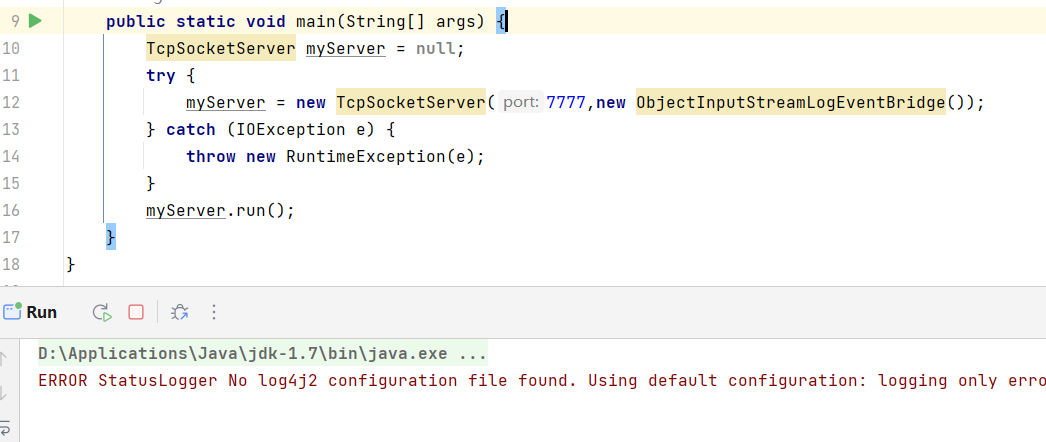 9 public static void main(String[] args) {
10 TcpSocketServer myServer = null;
11 try {
12 myServer = new TcpSocketServer( port: 7777,new ObjectInputStreamLogEventBridge());
13 } catch (IOException e) {
14 throw new RuntimeException(e);
15 }
16 myServer.run();
17 }
18 }
Run
D:\Applications\Java\jdk-1.7\bin\java.exe ...
ERROR StatusLogger No log4j2 configuration file found. Using default configuration: logging only erro